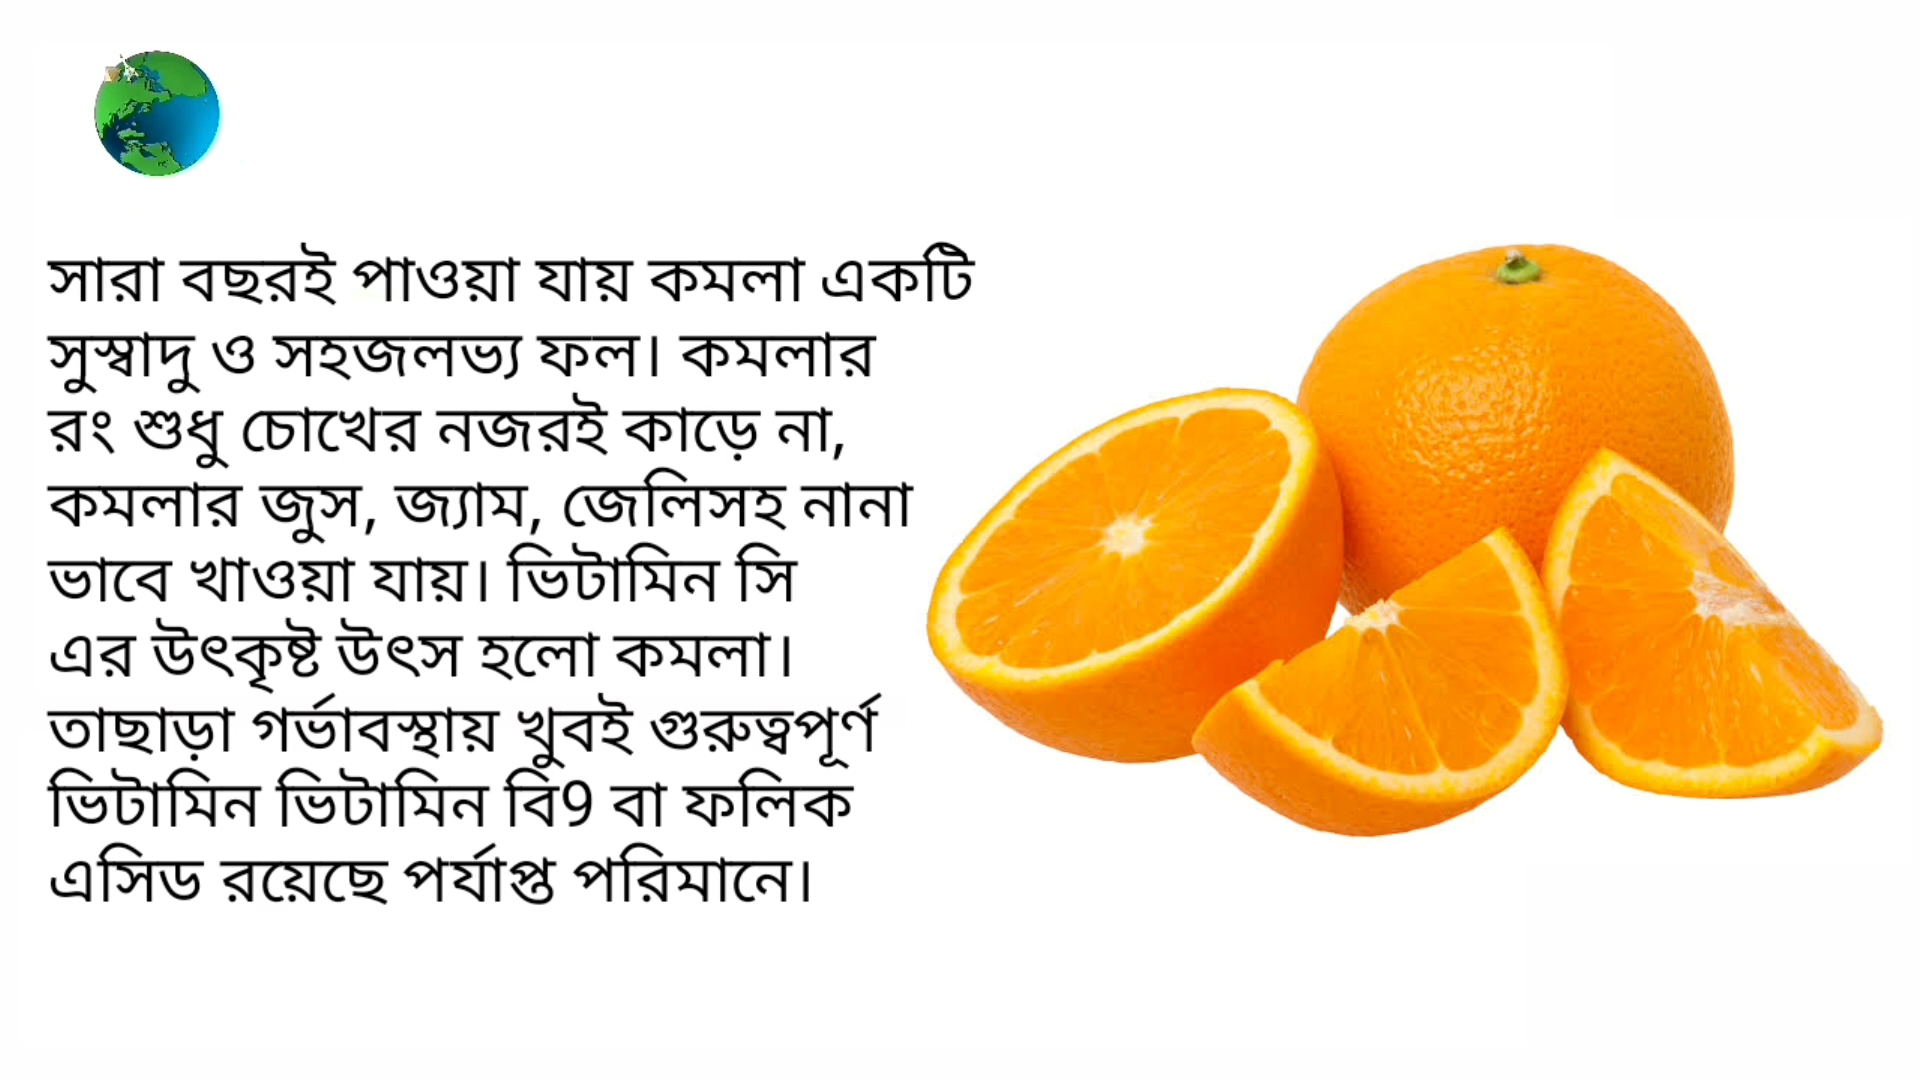 সারা বছরই পাওয়া যায় কমলা একটি
সুস্বাদু ও সহজলভ্য ফল। কমলার
রং শুধু চোখের নজরই কাড়ে না,
কমলার জুস, জ্যাম, জেলিসহ নানা
ভাবে খাওয়া যায়। ভিটামিন সি
এর উৎকৃষ্ট উৎস হলো কমলা।
তাছাড়া গর্ভাবস্থায় খুবই গুরুত্বপূর্ণ
ভিটামিন ভিটামিন বি9 বা ফলিক
এসিড রয়েছে পর্যাপ্ত পরিমানে।